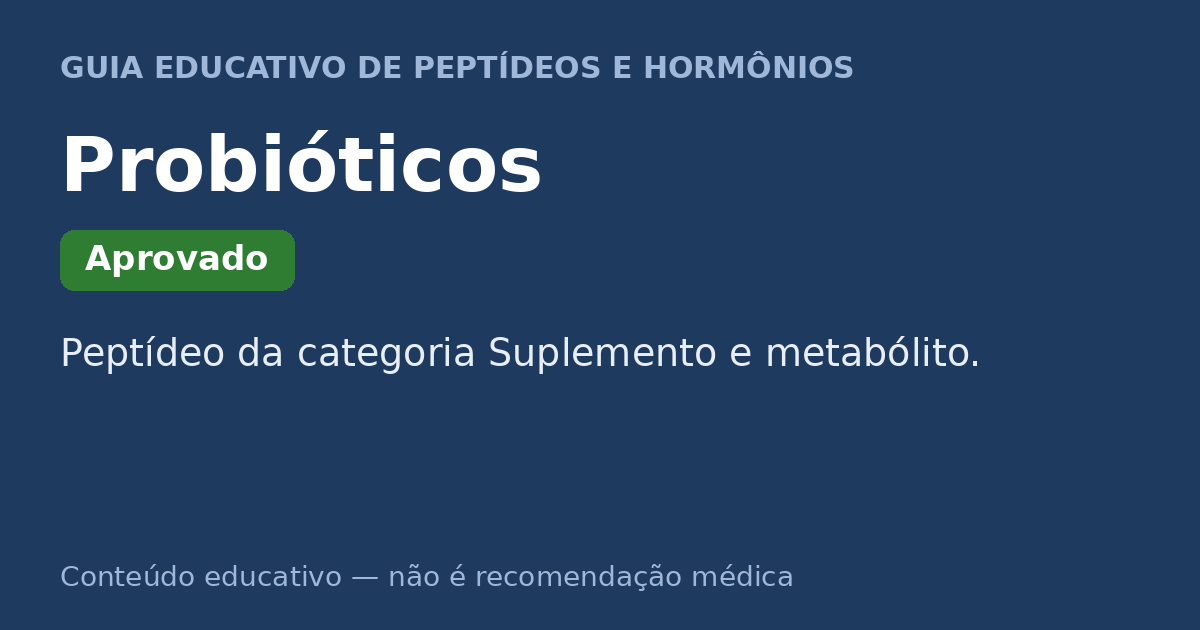 GUIA EDUCATIVO DE PEPTÍDEOS E HORMÔNIOS
Probióticos
Aprovado
Peptídeo da categoria Suplemento e metabólito.
Conteúdo educativo — não é recomendação médica